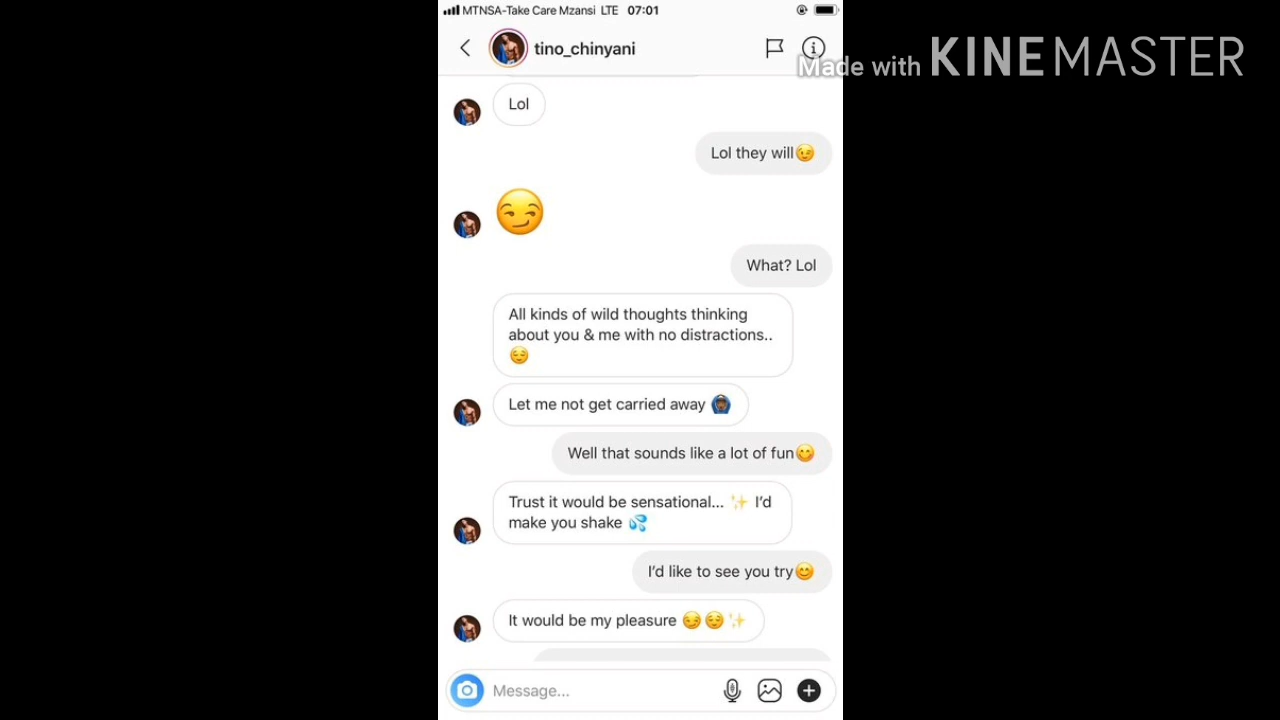 MTNSA-Take Care Mzansi LTE 07:01
tino_chinyani
Made with KINEMASTER
Lol
Lol they will😉
😏
What? Lol
All kinds of wild thoughts thinking
about you & me with no distractions..
😌
Let me not get carried away 🙆🏾‍♂️
Well that sounds like a lot of fun😋
Trust it would be sensational... ✨ I'd
make you shake 💦
I'd like to see you try😊
It would be my pleasure 😏😌✨
Message...